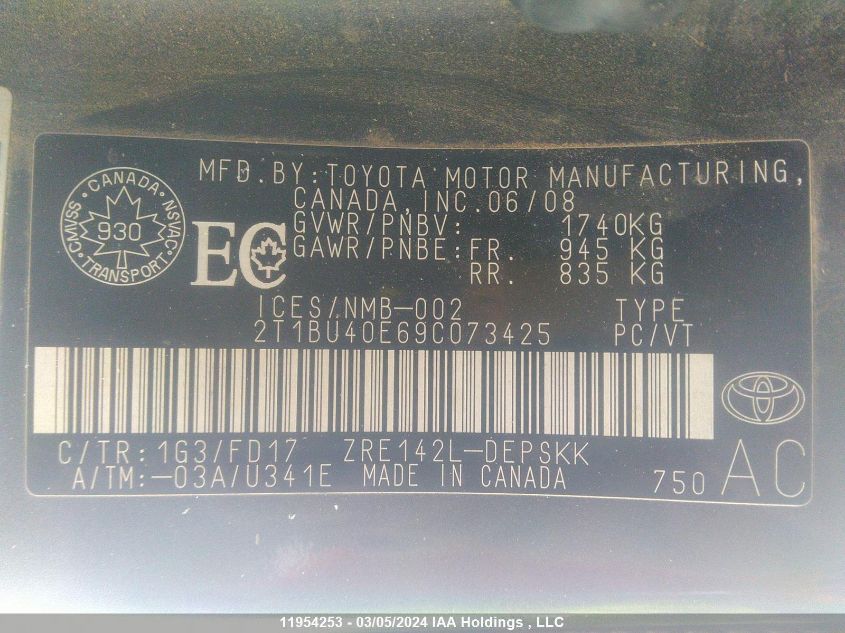 MFD.BY:TOYOTA MOTOR MANUFACTURING,
CANADA, INC.06/08
GVWR/PNBV: 1740KG
GAWR/PNBE:FR. 945 KG
RR. 835 KG
CANADA
CMVSS 930 NSVAC
TRANSPORT
EC
ICES/NMB-002 TYPE
2T1BU40E69C073425 PC/VT
C/TR:1G3/FD17 ZRE142L-DEPSKK
A/TM:-03A/U341E MADE IN CANADA 750 AC
11954253 - 03/05/2024 IAA Holdings , LLC